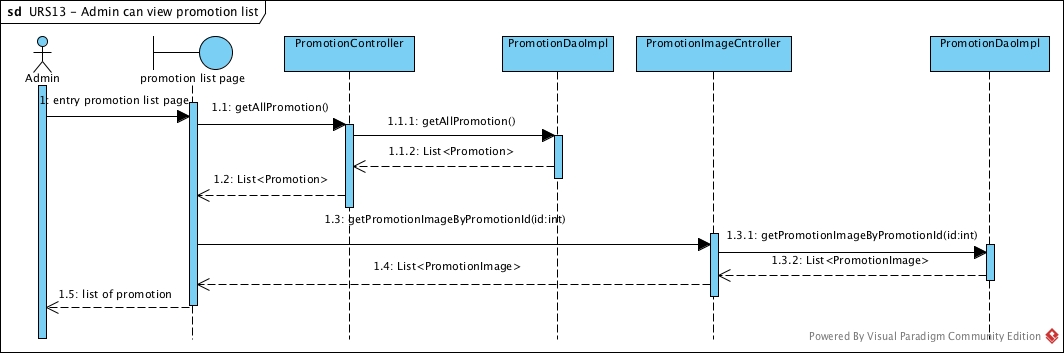 sd URS13 – Admin can view promotion list
Admin
promotion list page
PromotionController
PromotionDaoImpl
PromotionImageCntroller
PromotionDaoImpl
1: entry promotion list page
1.1: getAllPromotion()
1.1.1: getAllPromotion()
1.1.2: List<Promotion>
1.2: List<Promotion>
1.3: getPromotionImageByPromotionId(id:int)
1.3.1: getPromotionImageByPromotionId(id:int)
1.3.2: List<PromotionImage>
1.4: List<PromotionImage>
1.5: list of promotion
Powered By Visual Paradigm Community Edition